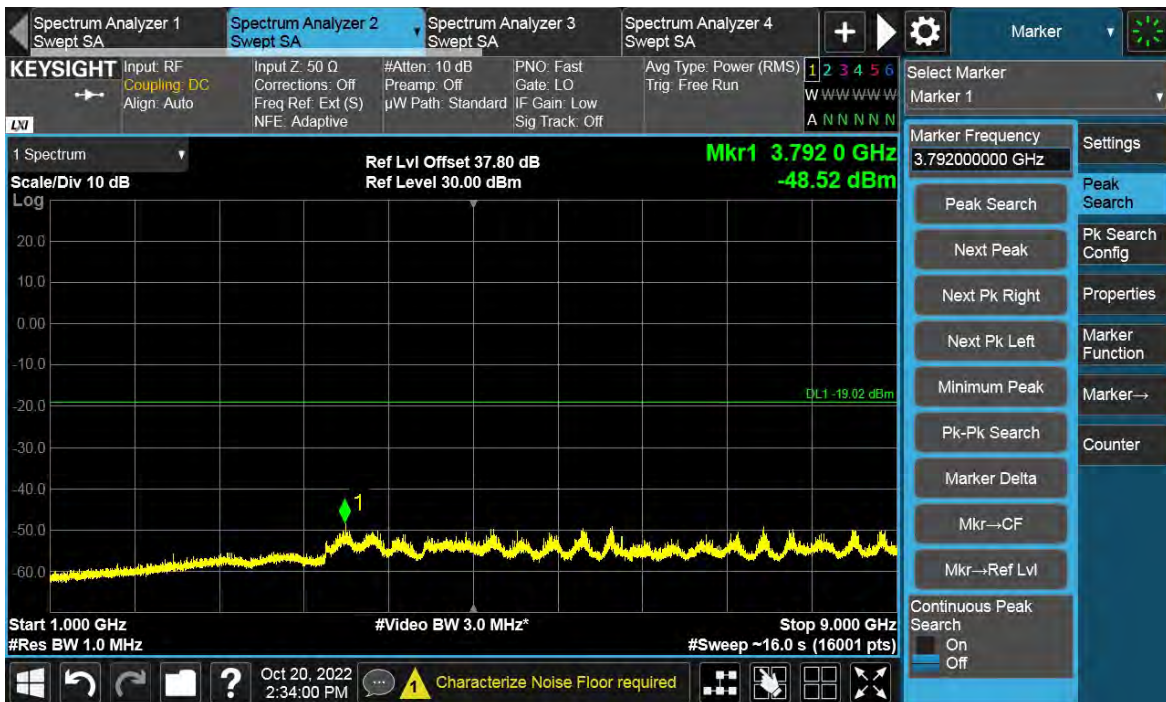 Spectrum Analyzer 1
Swept SA
Spectrum Analyzer 2
Swept SA
Spectrum Analyzer 3
Swept SA
Spectrum Analyzer 4
Swept SA
+
Marker
KEYSIGHT
LXI
Input: RF
Coupling: DC
Align: Auto
Input Z: 50 Ω
Corrections: Off
Freq Ref: Ext (S)
NFE: Adaptive
#Atten: 10 dB
Preamp: Off
µW Path: Standard
PNO: Fast
Gate: LO
IF Gain: Low
Sig Track: Off
Avg Type: Power (RMS)
Trig: Free Run
1 2 3 4 5 6
W W W W W W
A N N N N N
Select Marker
Marker 1
1 Spectrum
Scale/Div 10 dB
Log
Ref Lvl Offset 37.80 dB
Ref Level 30.00 dBm
Mkr1 3.792 0 GHz
-48.52 dBm
20.0
10.0
0.00
-10.0
-20.0
-30.0
-40.0
-50.0
-60.0
DL1 -19.02 dBm
1
Start 1.000 GHz
#Res BW 1.0 MHz
#Video BW 3.0 MHz*
Stop 9.000 GHz
#Sweep ~16.0 s (16001 pts)
Marker Frequency
3.792000000 GHz
Peak Search
Next Peak
Next Pk Right
Next Pk Left
Minimum Peak
Pk-Pk Search
Marker Delta
Mkr→CF
Mkr→Ref Lvl
Continuous Peak
Search
On
Off
Settings
Peak
Search
Pk Search
Config
Properties
Marker
Function
Marker→
Counter
?
Oct 20, 2022
2:34:00 PM
1
Characterize Noise Floor required